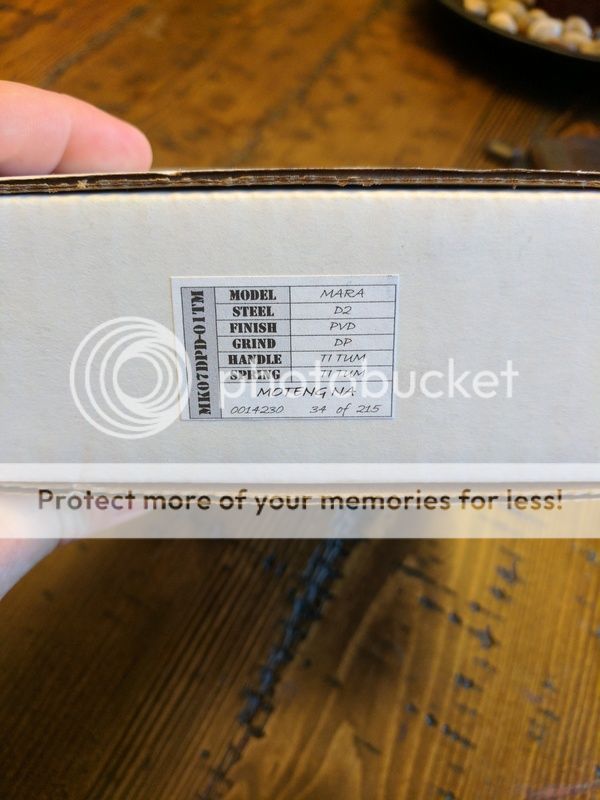 MK07DPD-01TM
MODEL MARA
STEEL D2
FINISH PVD
GRIND DP
HANDLE TI TUM
SPRING TI TUM
MOTENG NA
0014230 34 of 215
photobucket
Protect more of your memories for less!